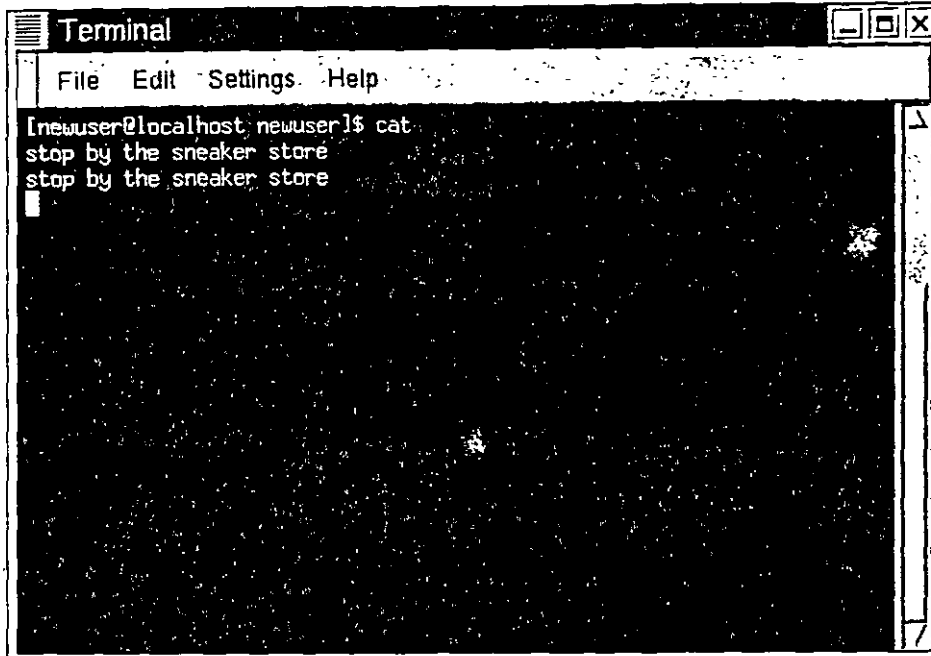 Terminal
File Edit Settings Help
[newuser@localhost newuser]$ cat
stop by the sneaker store
stop by the sneaker store